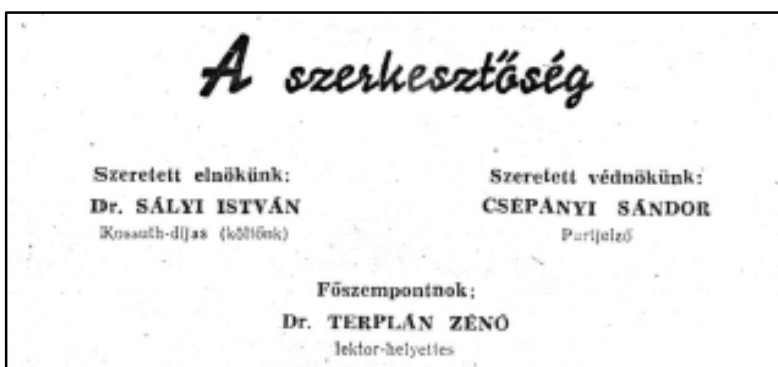 A szerkesztőség
Szeretett elnökünk:
Dr. SÁLYI ISTVÁN
Kossuth-díjas (költőnk)
Szeretett védnökünk:
CSÉPÁNYI SÁNDOR
Partjelző
Főszempontnok:
Dr. TERPLÁN ZÉNÓ
lektor-helyettes